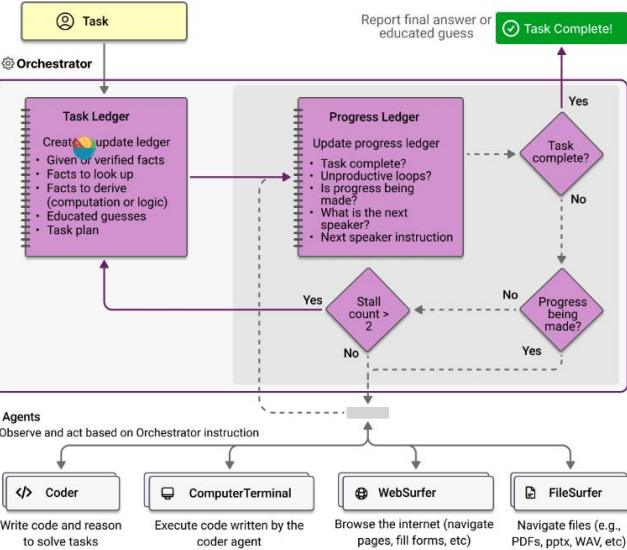 Task
Report final answer or
educated guess
Task Complete!
Orchestrator
Task Ledger
update ledger
• Given or verified facts
• Facts to look up
• Facts to derive
(computation or logic)
• Educated guesses
• Task plan
Progress Ledger
Update progress ledger
• Task complete?
• Unproductive loops?
• Is progress being
made?
• What is the next
speaker?
• Next speaker instruction
Yes
Task
complete?
No
Yes
Stall
count >
2
No
No
Progress
being
made?
Yes
Agents
Observe and act based on Orchestrator instruction
Coder
ComputerTerminal
WebSurfer
FileSurfer
Write code and reason
to solve tasks
Execute code written by the
coder agent
Browse the internet (navigate
pages, fill forms, etc)
Navigate files (e.g.,
PDFs, pptx, WAV, etc)